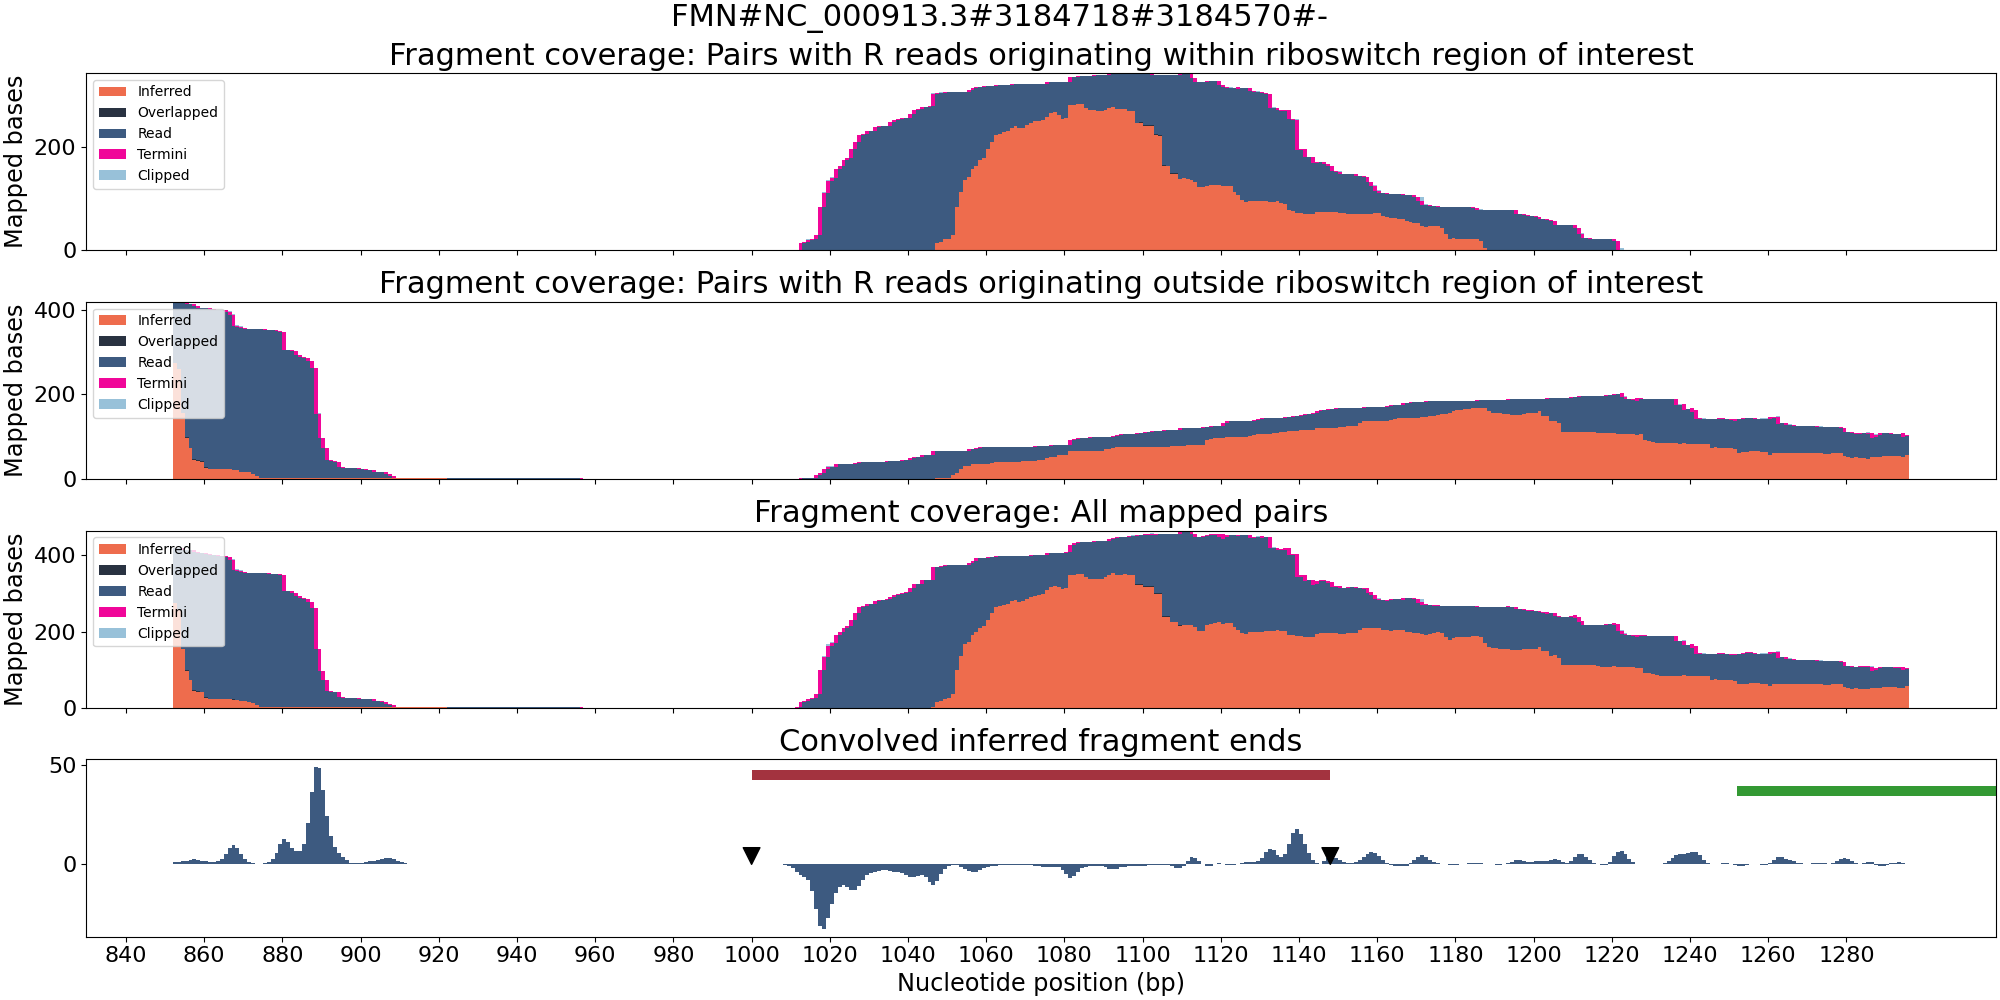 FMN#NC_000913.3#3184718#3184570#-
Fragment coverage: Pairs with R reads originating within riboswitch region of interest
Mapped bases
200
0
Inferred
Overlapped
Read
Termini
Clipped
Fragment coverage: Pairs with R reads originating outside riboswitch region of interest
Mapped bases
400
200
0
Inferred
Overlapped
Read
Termini
Clipped
Fragment coverage: All mapped pairs
Mapped bases
400
200
0
Inferred
Overlapped
Read
Termini
Clipped
Convolved inferred fragment ends
50
0
840 860 880 900 920 940 960 980 1000 1020 1040 1060 1080 1100 1120 1140 1160 1180 1200 1220 1240 1260 1280
Nucleotide position (bp)